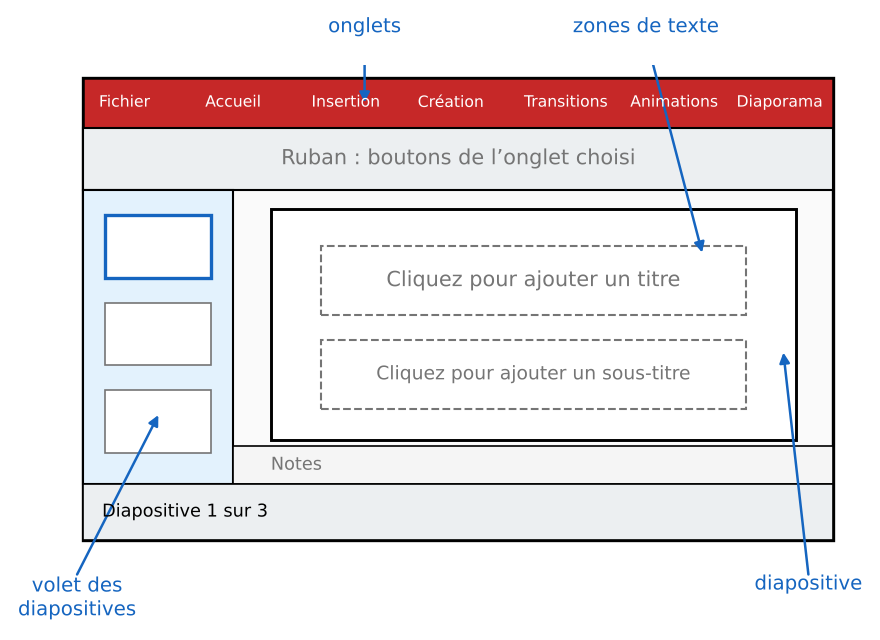 onglets
zones de texte
Fichier Accueil Insertion Création Transitions Animations Diaporama
Ruban : boutons de l’onglet choisi
Cliquez pour ajouter un titre
Cliquez pour ajouter un sous-titre
Notes
Diapositive 1 sur 3
volet des
diapositives
diapositive